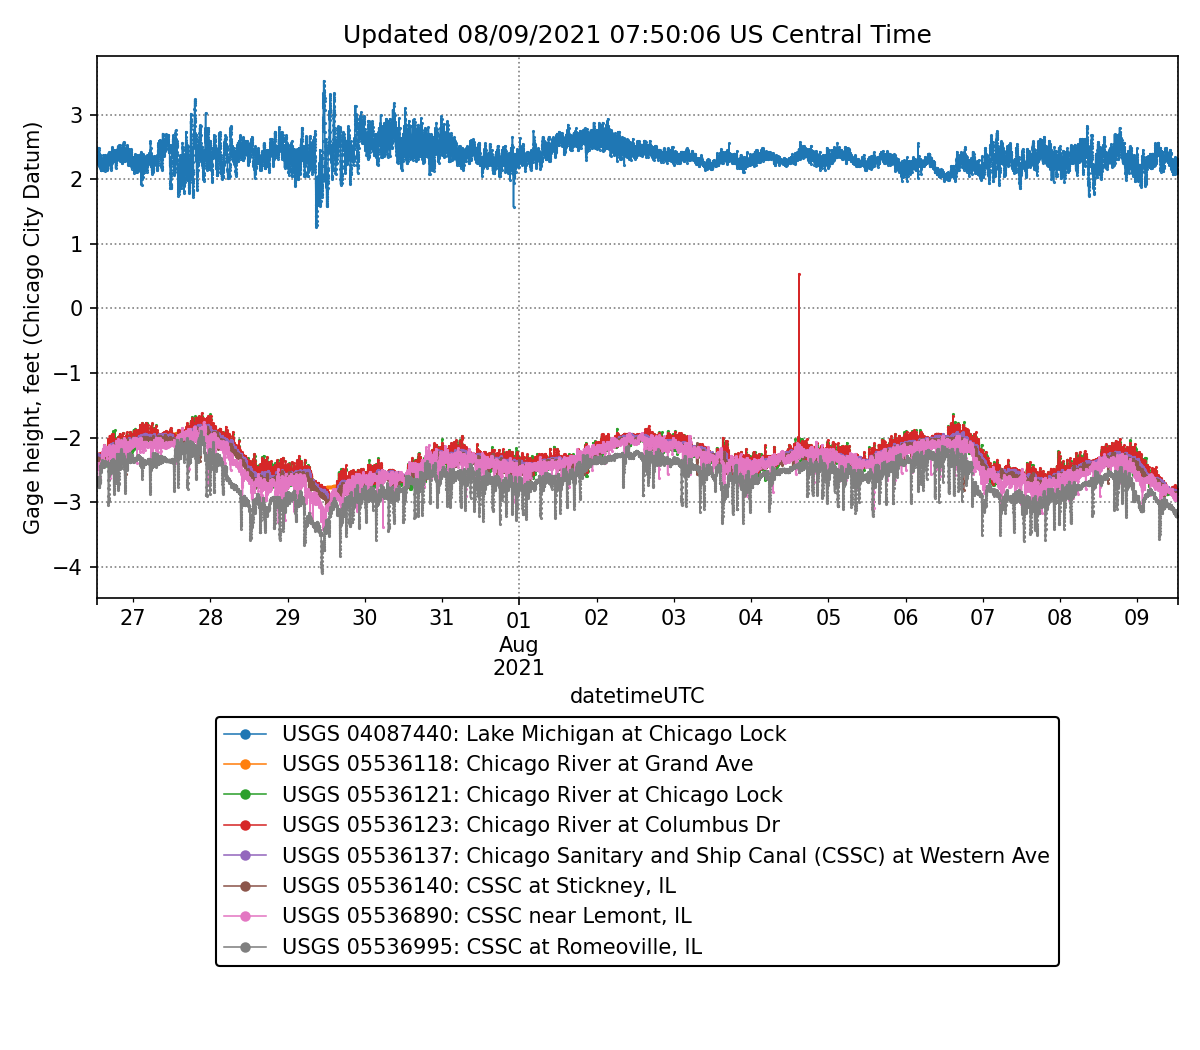 Updated 08/09/2021 07:50:06 US Central Time
Gage height, feet (Chicago City Datum)
3
2
1
0
−1
−2
−3
−4
27 28 29 30 31 01 02 03 04 05 06 07 08 09
Aug
2021
datetimeUTC
USGS 04087440: Lake Michigan at Chicago Lock
USGS 05536118: Chicago River at Grand Ave
USGS 05536121: Chicago River at Chicago Lock
USGS 05536123: Chicago River at Columbus Dr
USGS 05536137: Chicago Sanitary and Ship Canal (CSSC) at Western Ave
USGS 05536140: CSSC at Stickney, IL
USGS 05536890: CSSC near Lemont, IL
USGS 05536995: CSSC at Romeoville, IL